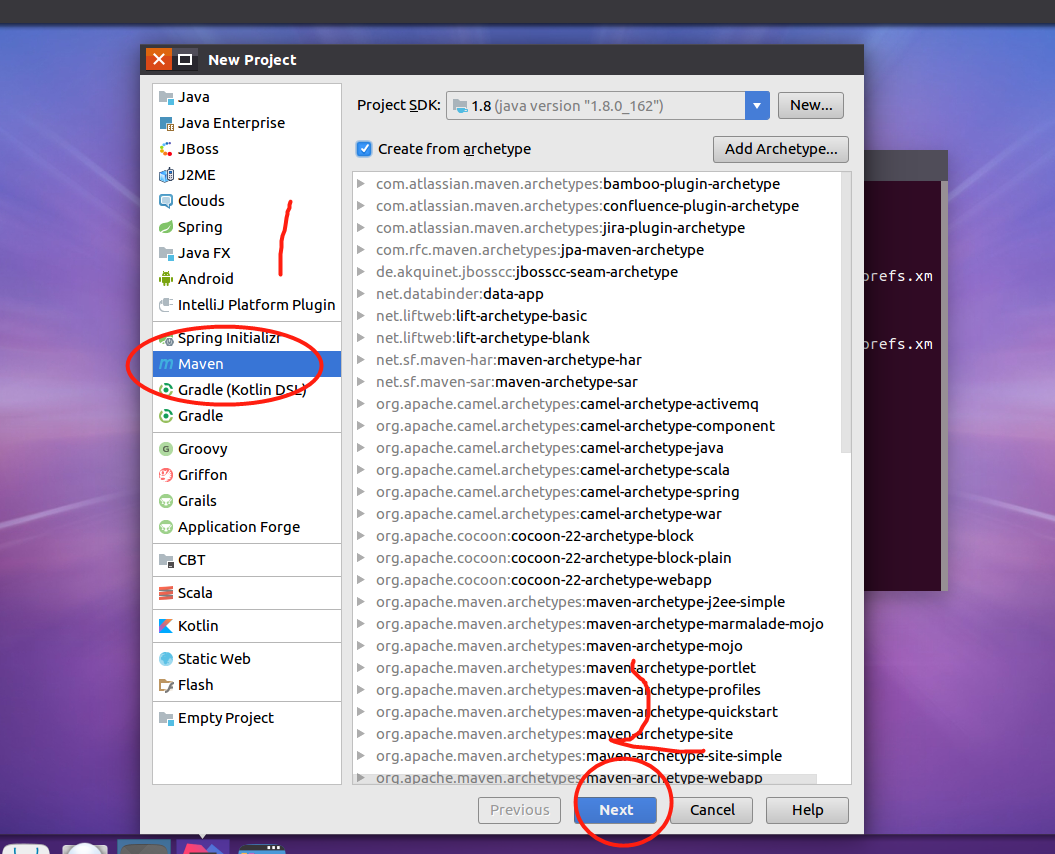 New Project
Java
Java Enterprise
JBoss
J2ME
Clouds
Spring
Java FX
Android
IntelliJ Platform Plugin
Spring Initializr
Maven
Gradle (Kotlin DSL)
Gradle
Groovy
Griffon
Grails
Application Forge
CBT
Scala
Kotlin
Static Web
Flash
Empty Project
1
Project SDK: 1.8 (java version "1.8.0_162") New...
Create from archetype Add Archetype...
com.atlassian.maven.archetypes:bamboo-plugin-archetype
com.atlassian.maven.archetypes:confluence-plugin-archetype
com.atlassian.maven.archetypes:jira-plugin-archetype
com.rfc.maven.archetypes:jpa-maven-archetype
de.akquinet.jbosscc:jbosscc-seam-archetype
net.databinder:data-app
net.liftweb:lift-archetype-basic
net.liftweb:lift-archetype-blank
net.sf.maven-har:maven-archetype-har
net.sf.maven-sar:maven-archetype-sar
org.apache.camel.archetypes:camel-archetype-activemq
org.apache.camel.archetypes:camel-archetype-component
org.apache.camel.archetypes:camel-archetype-java
org.apache.camel.archetypes:camel-archetype-scala
org.apache.camel.archetypes:camel-archetype-spring
org.apache.camel.archetypes:camel-archetype-war
org.apache.cocoon:cocoon-22-archetype-block
org.apache.cocoon:cocoon-22-archetype-block-plain
org.apache.cocoon:cocoon-22-archetype-webapp
org.apache.maven.archetypes:maven-archetype-j2ee-simple
org.apache.maven.archetypes:maven-archetype-marmalade-mojo
org.apache.maven.archetypes:maven-archetype-mojo
org.apache.maven.archetypes:maven-archetype-portlet
org.apache.maven.archetypes:maven-archetype-profiles
org.apache.maven.archetypes:maven-archetype-quickstart
org.apache.maven.archetypes:maven-archetype-site
org.apache.maven.archetypes:maven-archetype-site-simple
org.apache.maven.archetypes:maven-archetype-webapp
2
Previous Next Cancel Help
orefs.xm
orefs.xm